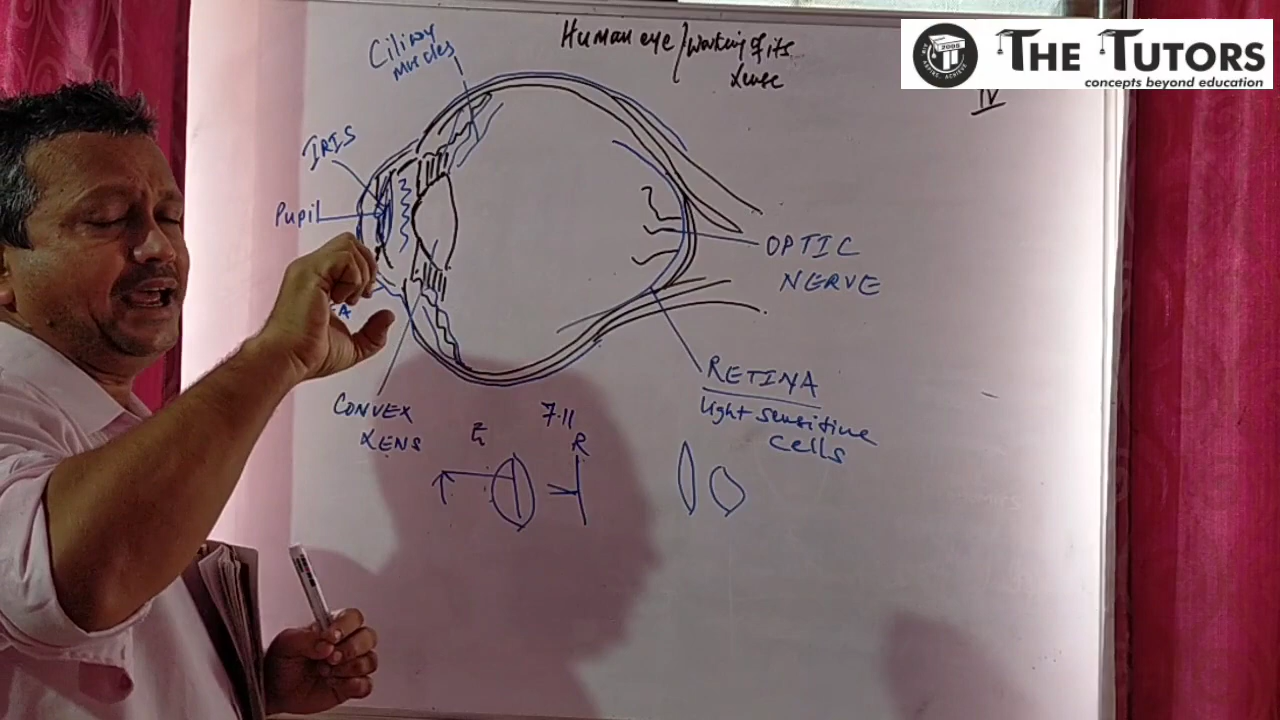 Human eye / working of its
Lense
THE TUTORS
concepts beyond education
2005
IV
Ciliary
muscles
IRIS
Pupil
OPTIC
NERVE
RETINA
light sensitive
cells
CONVEX
LENS
7.11
R